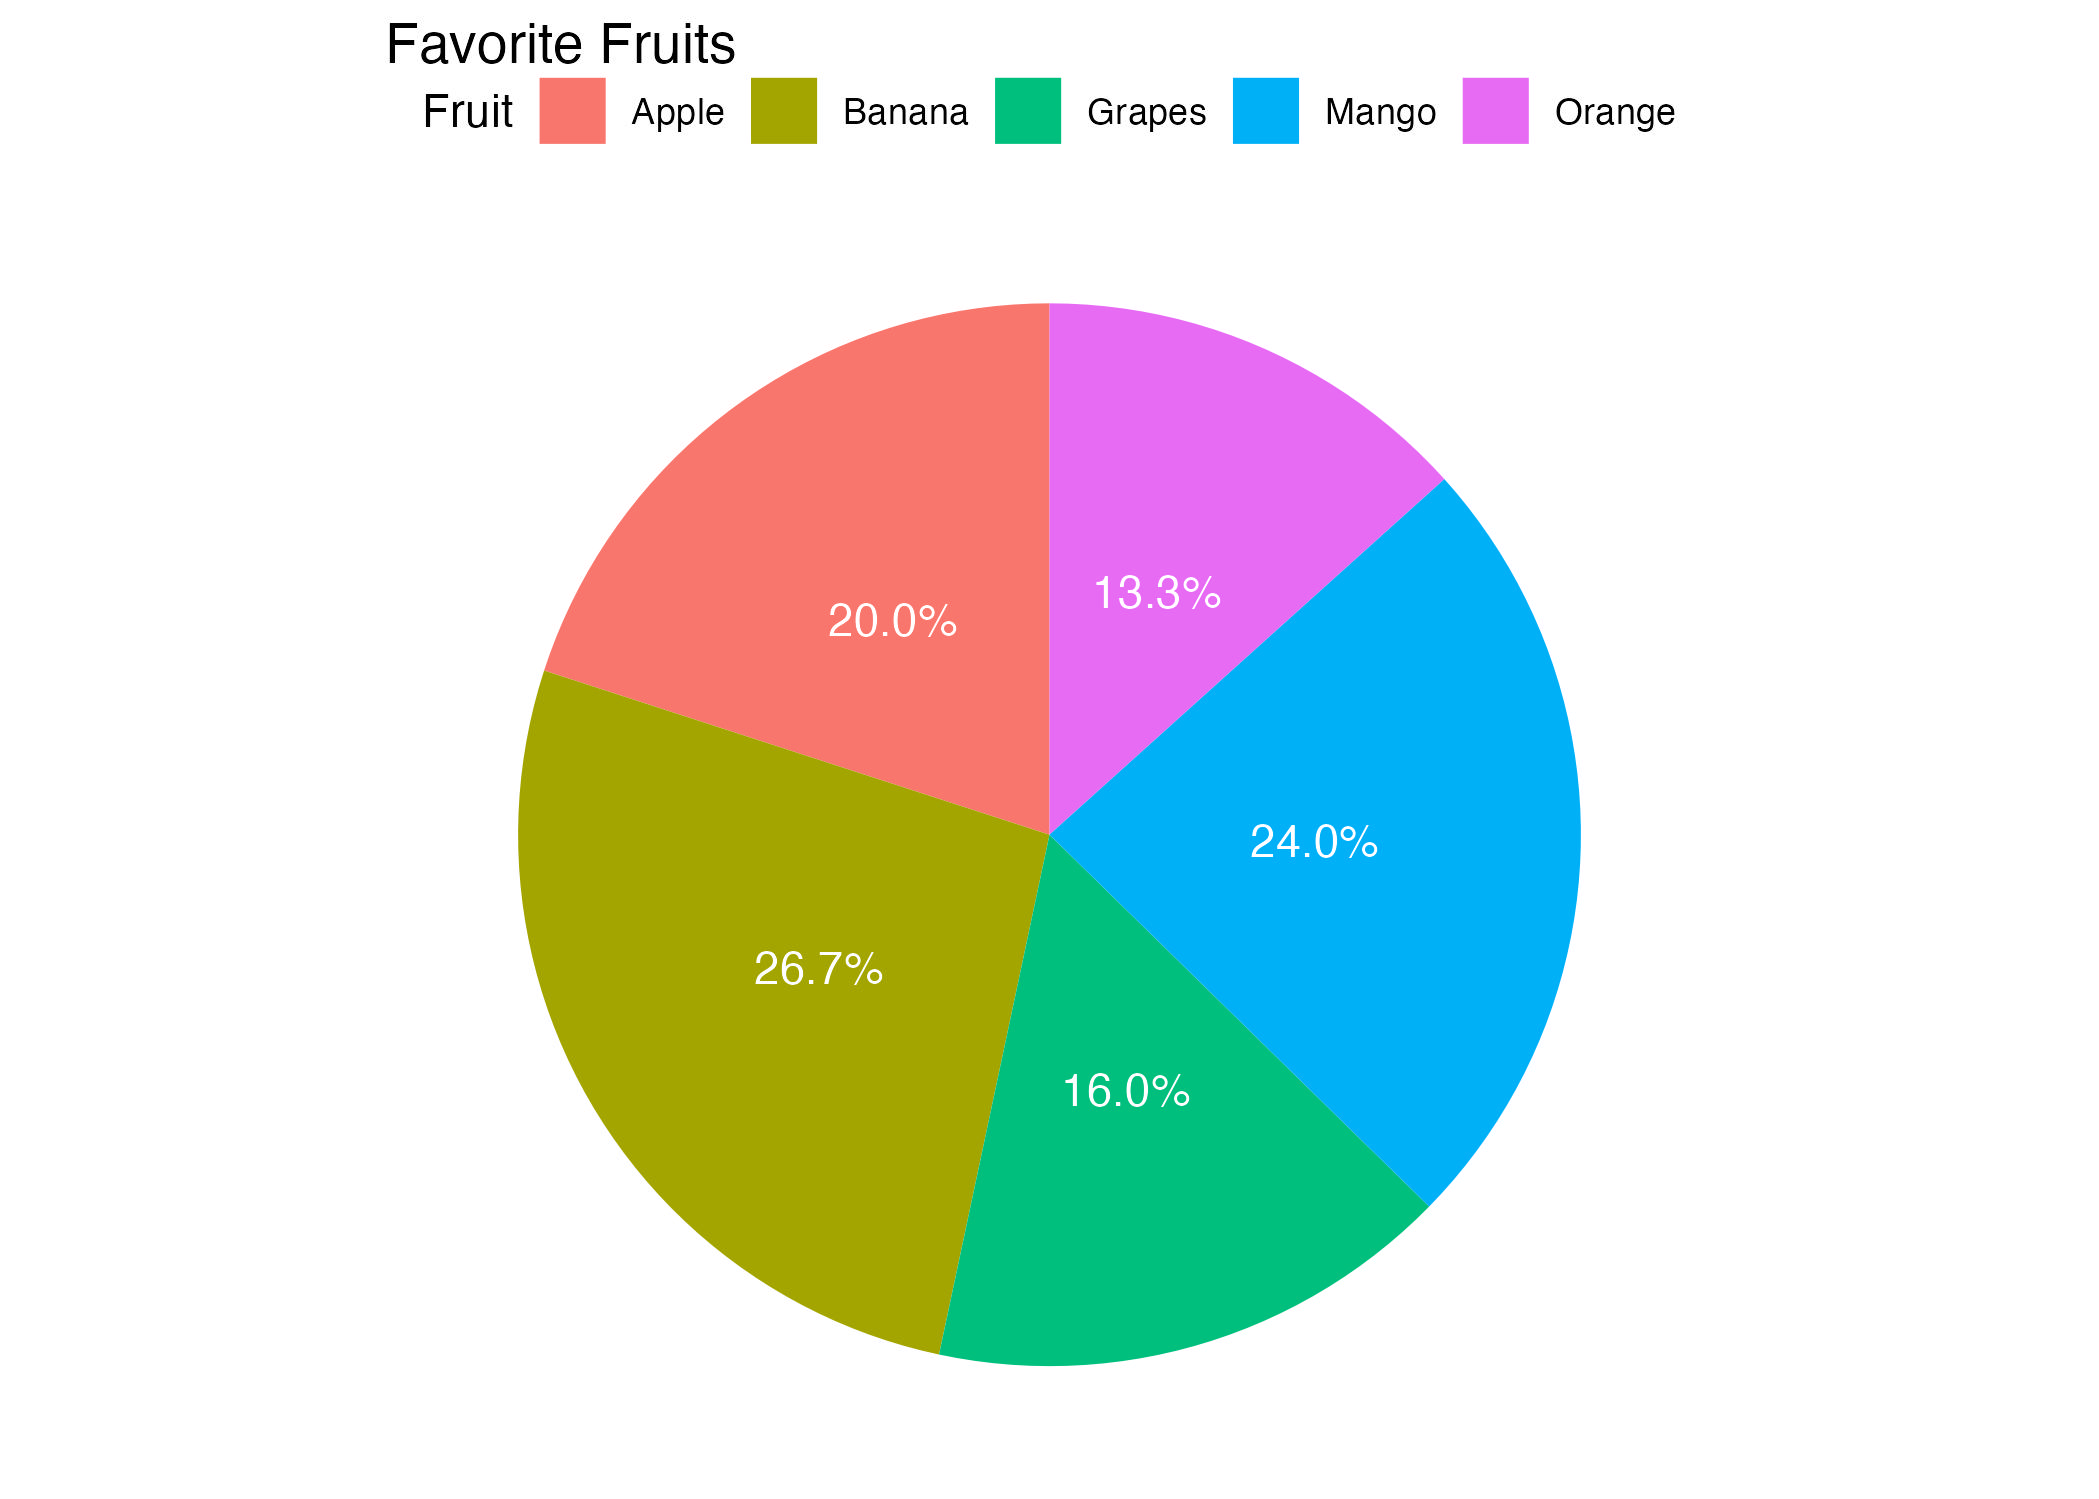 Favorite Fruits
Fruit Apple Banana Grapes Mango Orange
13.3%
20.0%
24.0%
26.7%
16.0%